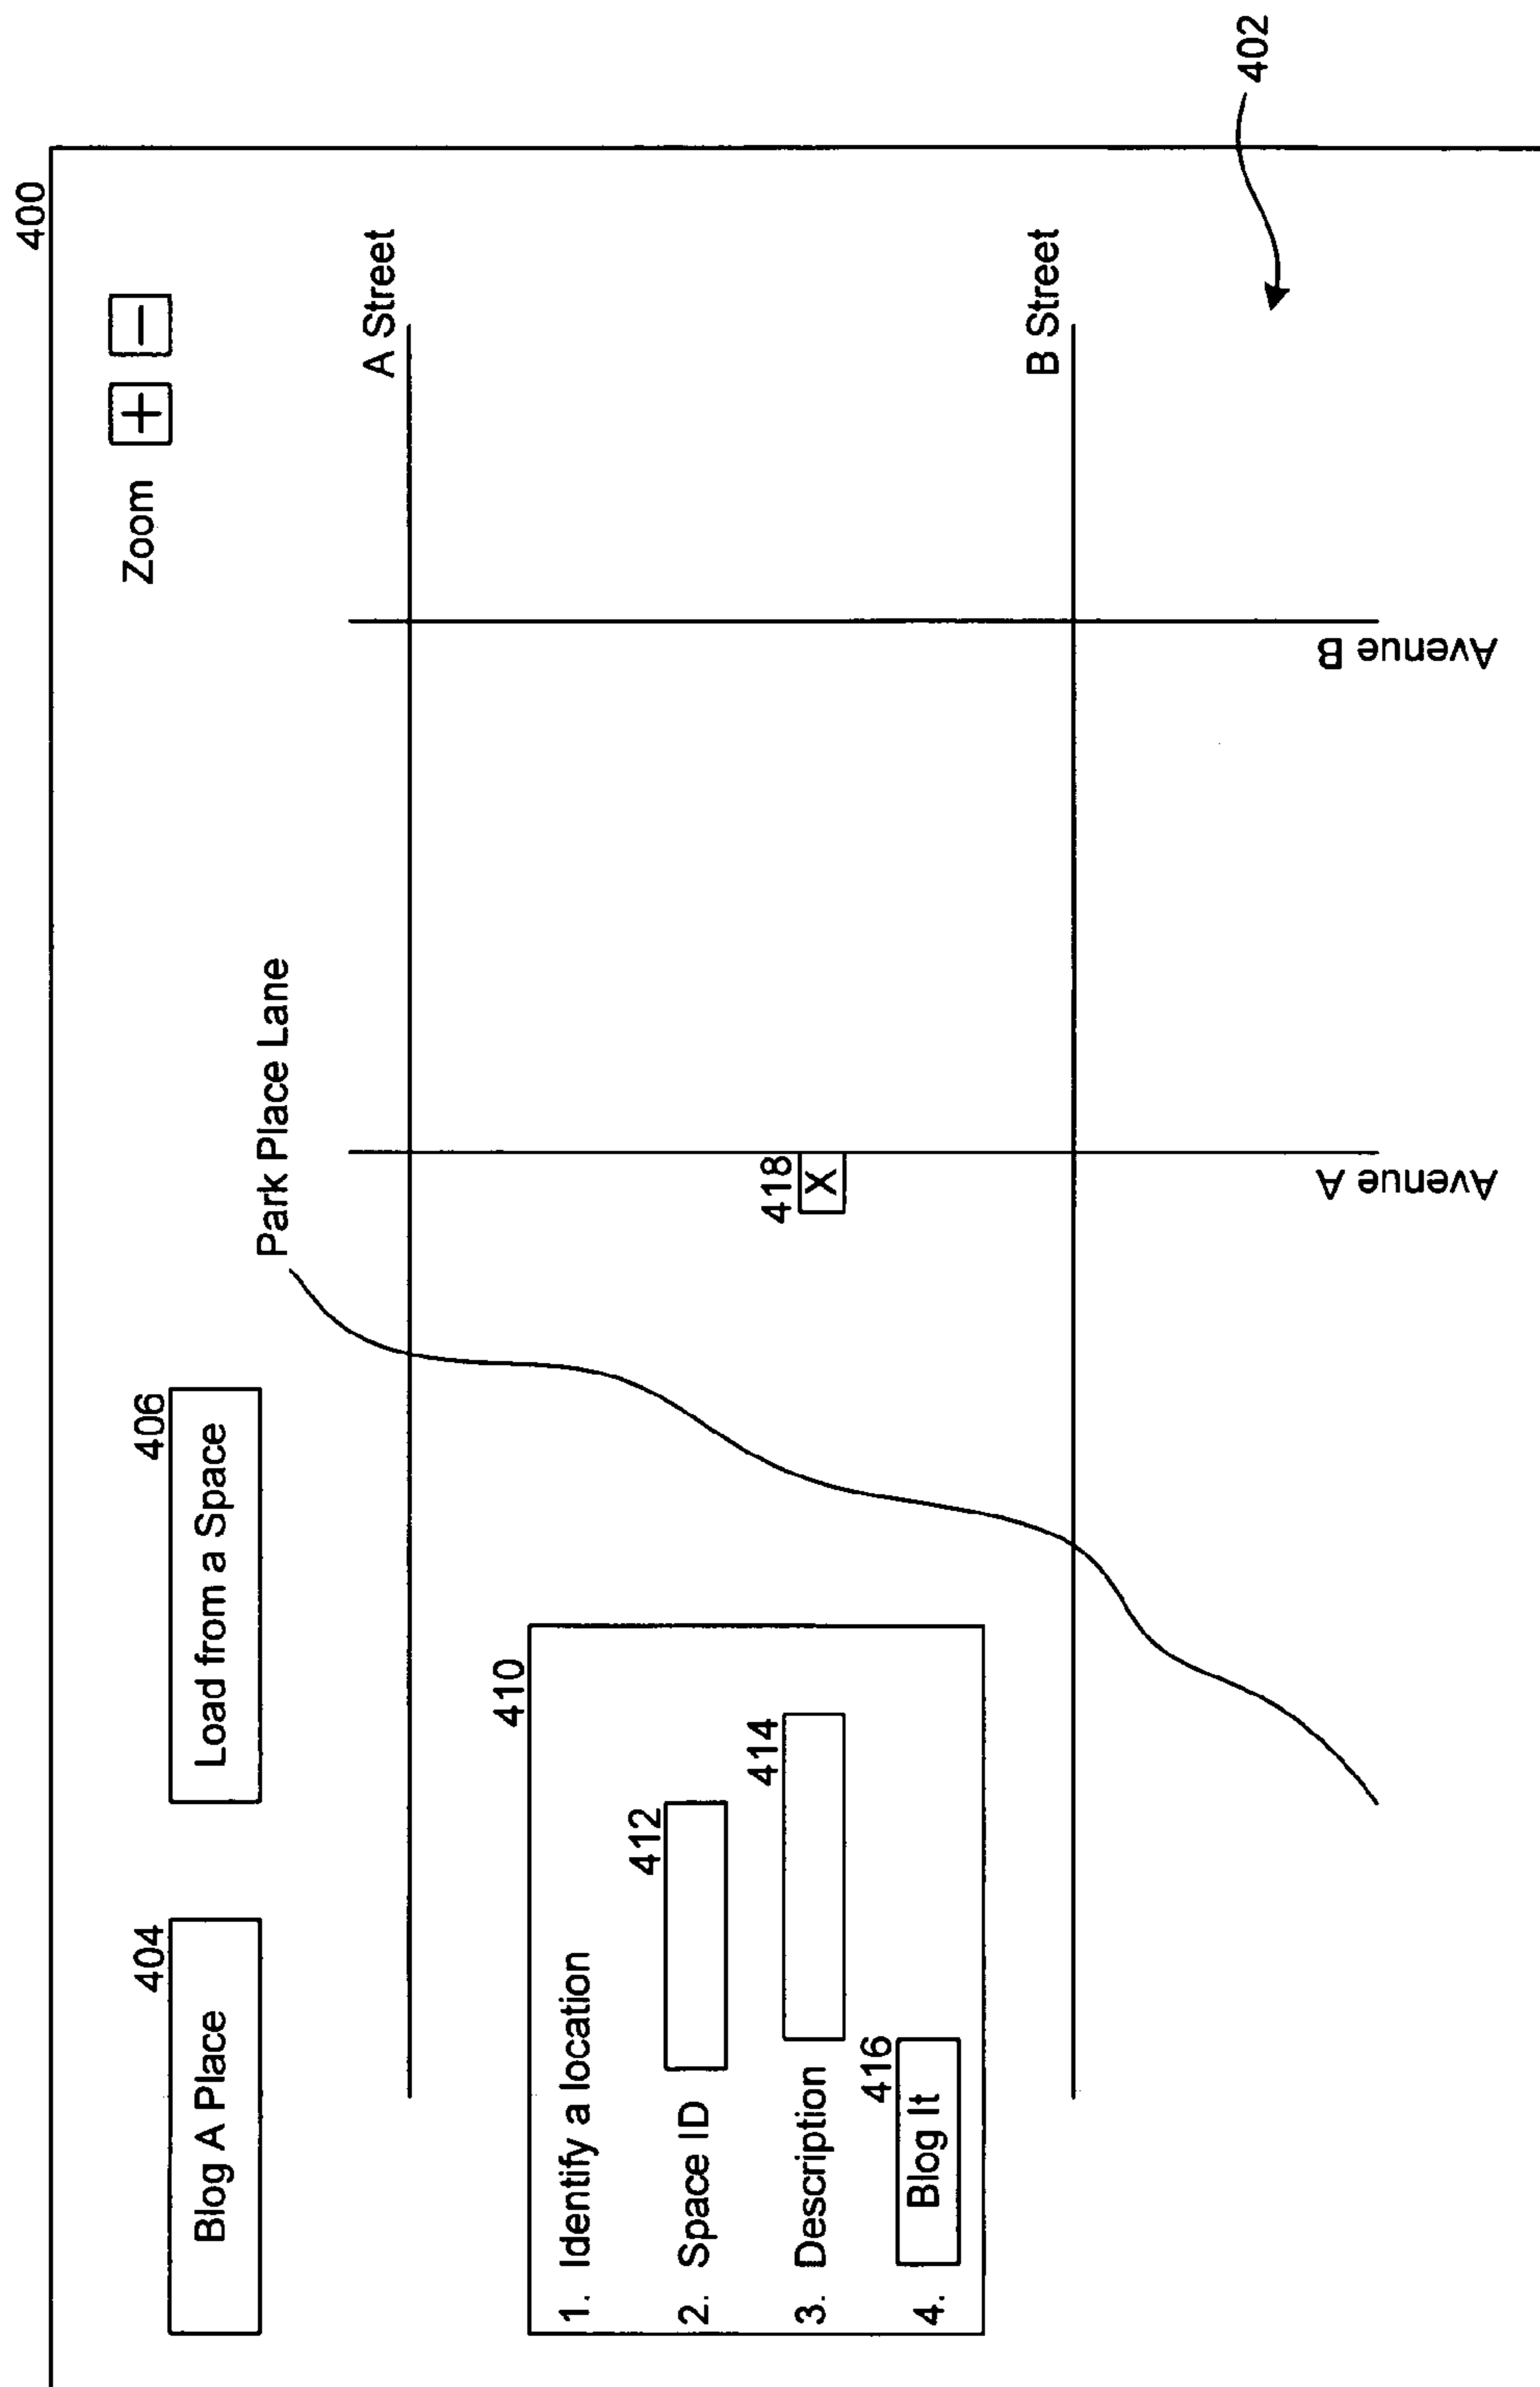 400
Zoom + −
404
406
Blog A Place
Load from a Space
Park Place Lane
A Street
410
1. Identify a location
412
2. Space ID
414
3. Description
416
4. Blog It
418
X
B Street
402
Avenue A
Avenue B